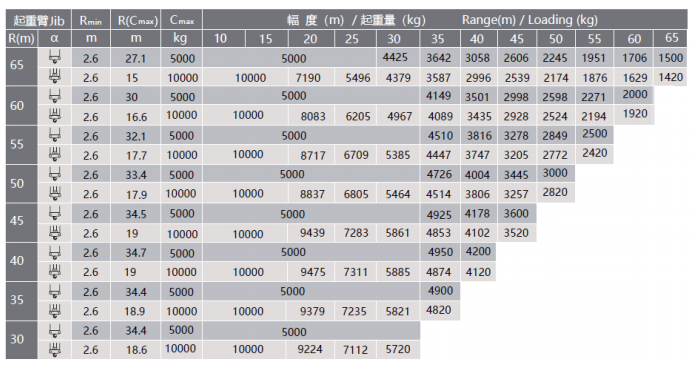 起重臂Jib Rmin R(Cmax) Cmax 幅 度（m）/ 起重量（kg） Range(m) / Loading (kg)
R(m) α m m kg 10 15 20 25 30 35 40 45 50 55 60 65
65 2.6 27.1 5000 5000 4425 3642 3058 2606 2245 1951 1706 1500
2.6 15 10000 10000 7190 5496 4379 3587 2996 2539 2174 1876 1629 1420
60 2.6 30 5000 5000 4149 3501 2998 2598 2271 2000
2.6 16.6 10000 10000 8083 6205 4967 4089 3435 2928 2524 2194 1920
55 2.6 32.1 5000 5000 4510 3816 3278 2849 2500
2.6 17.7 10000 10000 8717 6709 5385 4447 3747 3205 2772 2420
50 2.6 33.4 5000 5000 4726 4004 3445 3000
2.6 17.9 10000 10000 8837 6805 5464 4514 3806 3257 2820
45 2.6 34.5 5000 5000 4925 4178 3600
2.6 19 10000 10000 9439 7283 5861 4853 4102 3520
40 2.6 34.7 5000 5000 4950 4200
2.6 19 10000 10000 9475 7311 5885 4874 4120
35 2.6 34.4 5000 5000 4900
2.6 18.9 10000 10000 9379 7235 5821 4820
30 2.6 34.4 5000 5000
2.6 18.6 10000 10000 9224 7112 5720